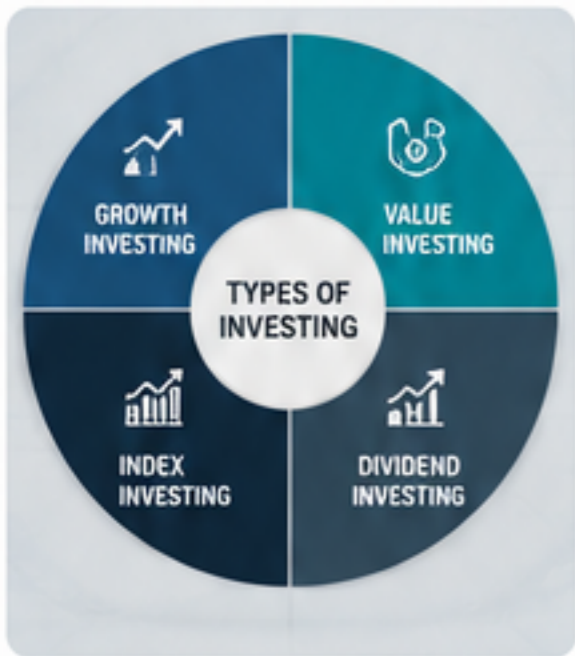 GROWTH
INVESTING
VALUE
INVESTING
TYPES OF
INVESTING
INDEX
INVESTING
DIVIDEND
INVESTING